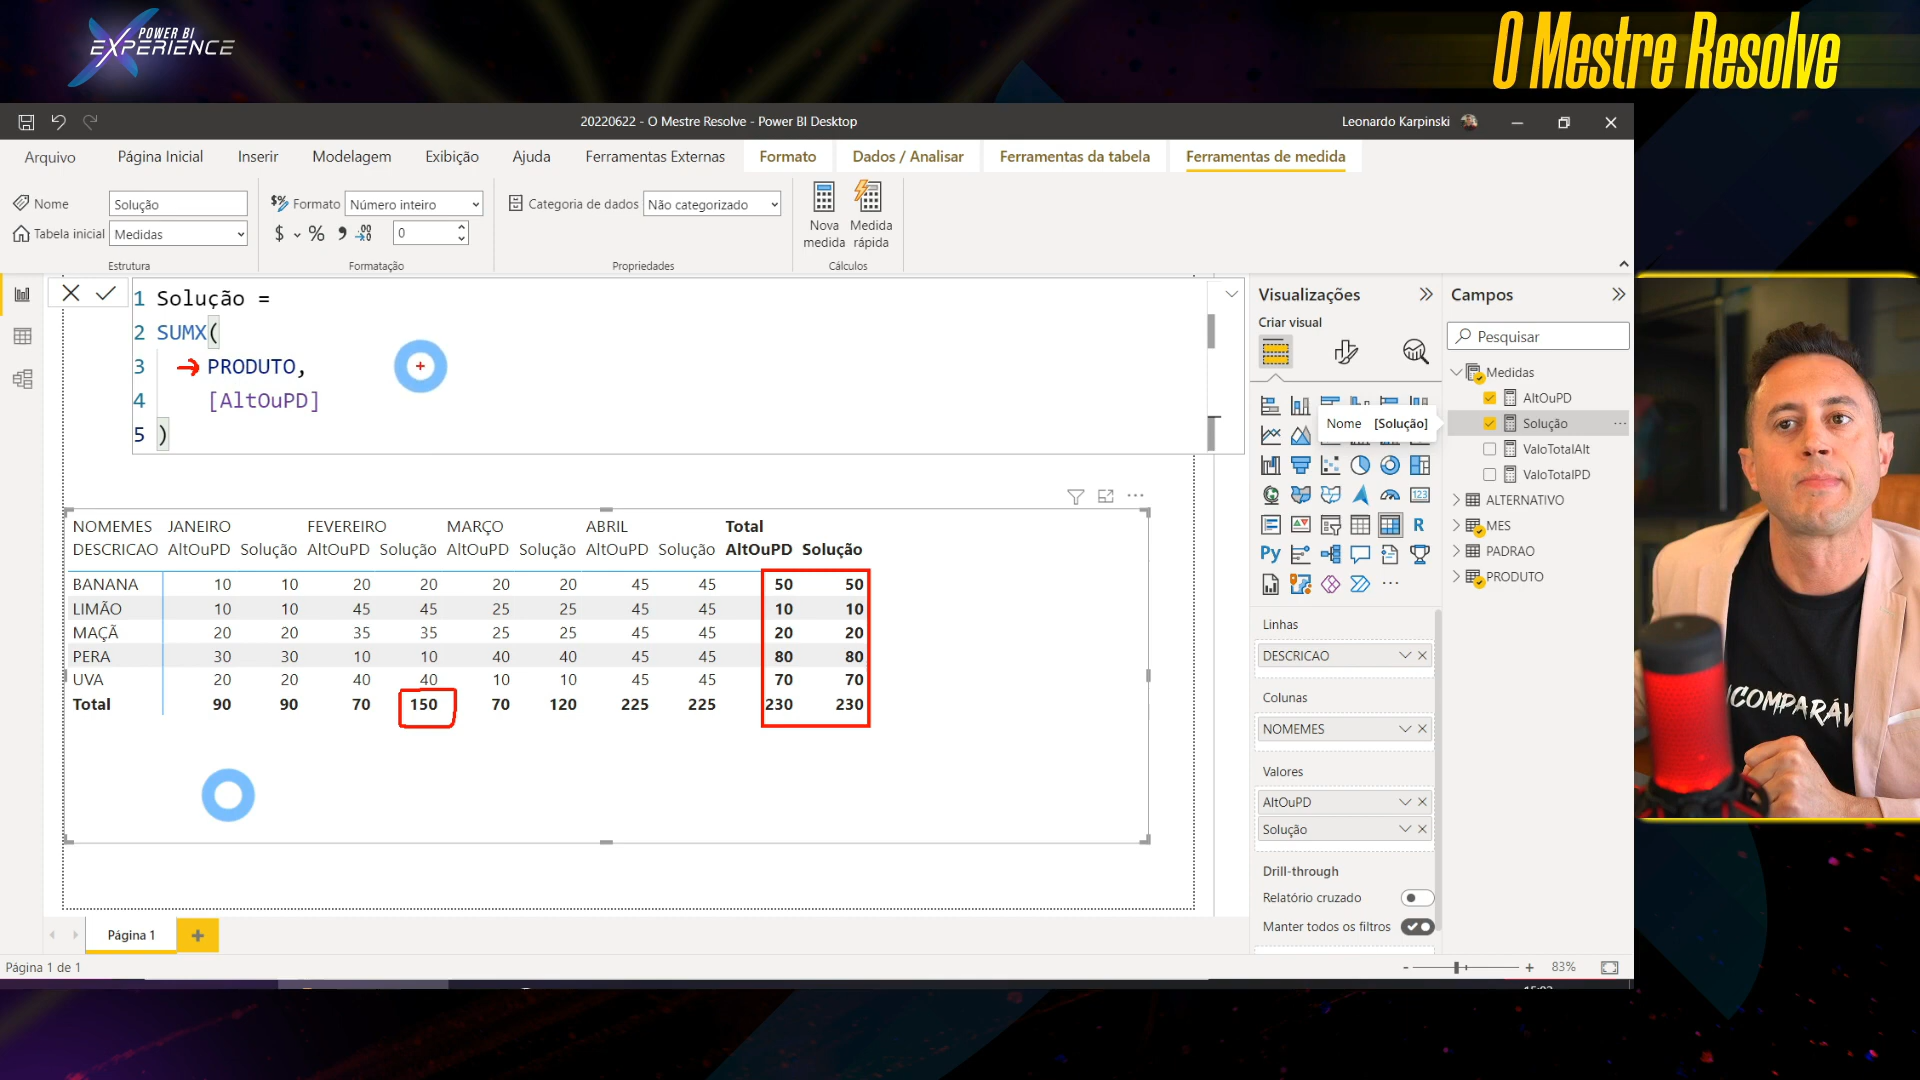 POWER BI
EXPERIENCE
O Mestre Resolve
20220622 - O Mestre Resolve - Power BI Desktop
Leonardo Karpinski
Arquivo
Página Inicial
Inserir
Modelagem
Exibição
Ajuda
Ferramentas Externas
Formato
Dados / Analisar
Ferramentas da tabela
Ferramentas de medida
Nome
Solução
Formato
Número inteiro
Categoria de dados
Não categorizado
Tabela inicial
Medidas
$ % 0
Nova medida
Medida rápida
Estrutura
Formatação
Propriedades
Cálculos
1 Solução =
2 SUMX(
3 PRODUTO,
4 [AltOuPD]
5 )
NOMEMES JANEIRO FEVEREIRO MARÇO ABRIL Total
DESCRICAO AltOuPD Solução AltOuPD Solução AltOuPD Solução AltOuPD Solução AltOuPD Solução
BANANA 10 10 20 20 20 20 45 45 50 50
LIMÃO 10 10 45 45 25 25 45 45 10 10
MAÇÃ 20 20 35 35 25 25 45 45 20 20
PERA 30 30 10 10 40 40 45 45 80 80
UVA 20 20 40 40 10 10 45 45 70 70
Total 90 90 70 150 70 120 225 225 230 230
Visualizações
Criar visual
Nome [Solução]
123
R
Py
Linhas
DESCRICAO
Colunas
NOMEMES
Valores
AltOuPD
Solução
Drill-through
Relatório cruzado
Manter todos os filtros
Campos
Pesquisar
Medidas
AltOuPD
Solução
ValoTotalAlt
ValoTotalPD
ALTERNATIVO
MES
PADRAO
PRODUTO
Página 1
Página 1 de 1
83%